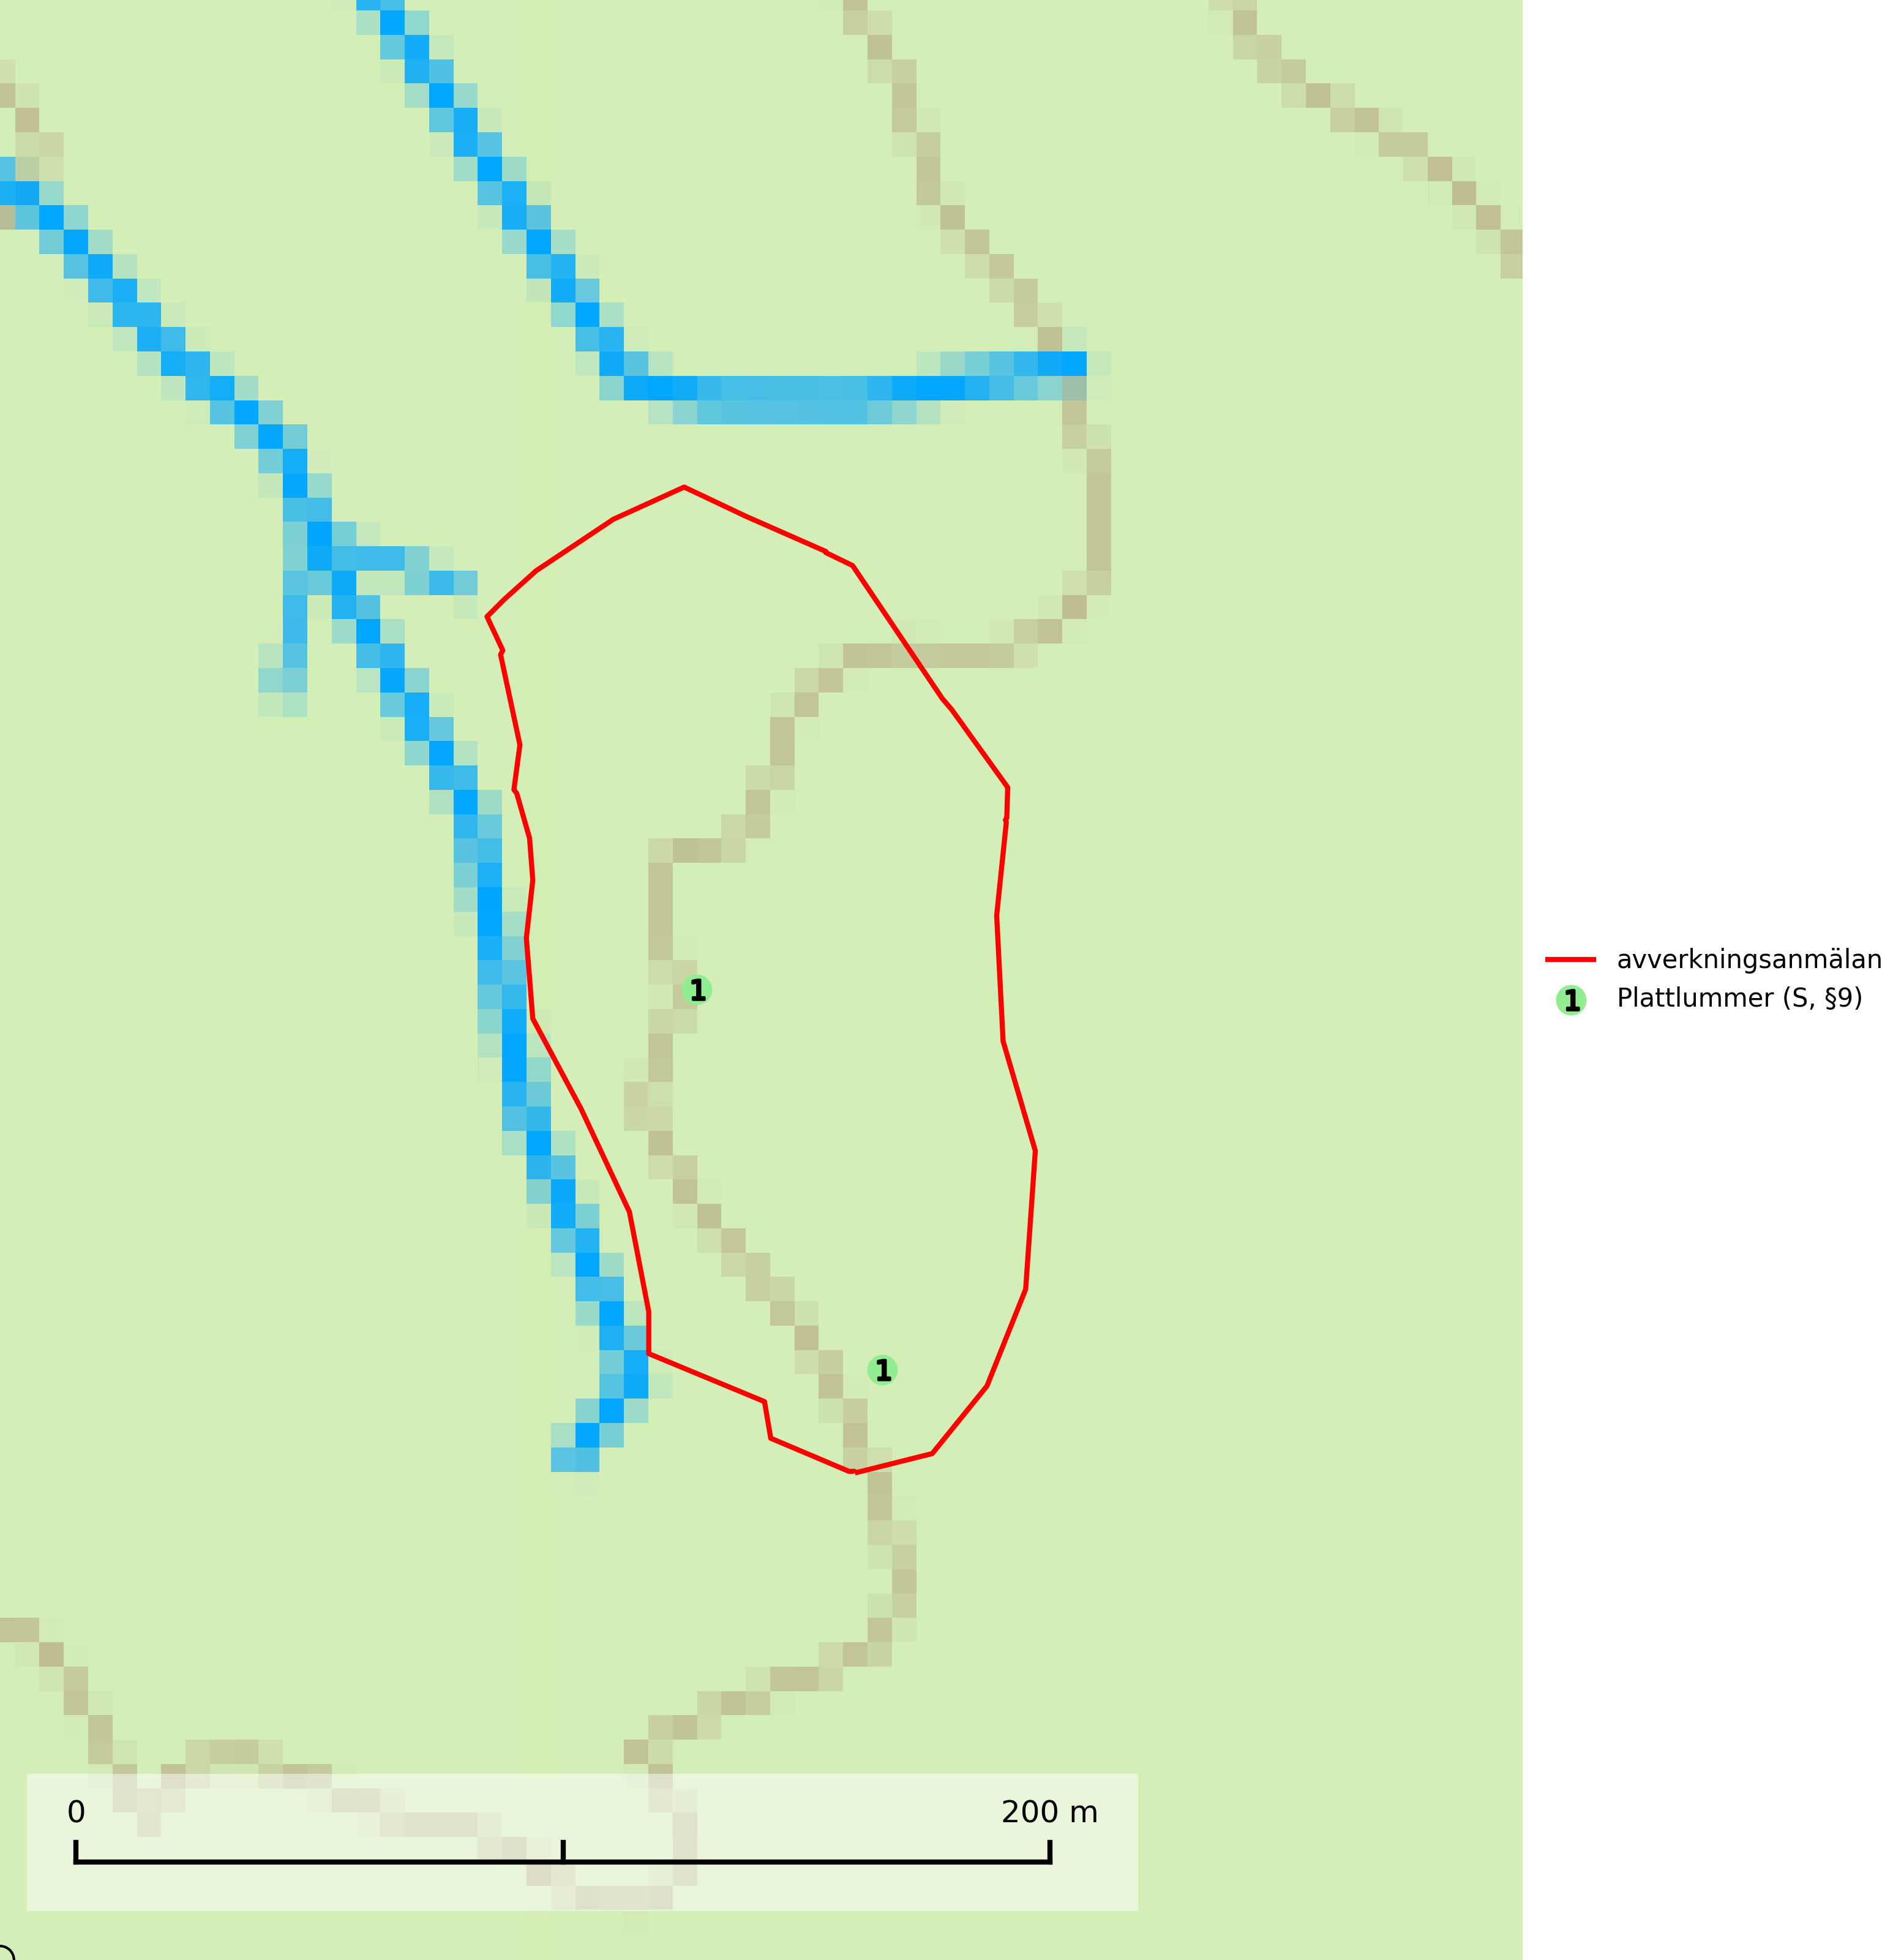 1
1
avverkningsanmälan
1 Plattlummer (S, §9)
0 200 m